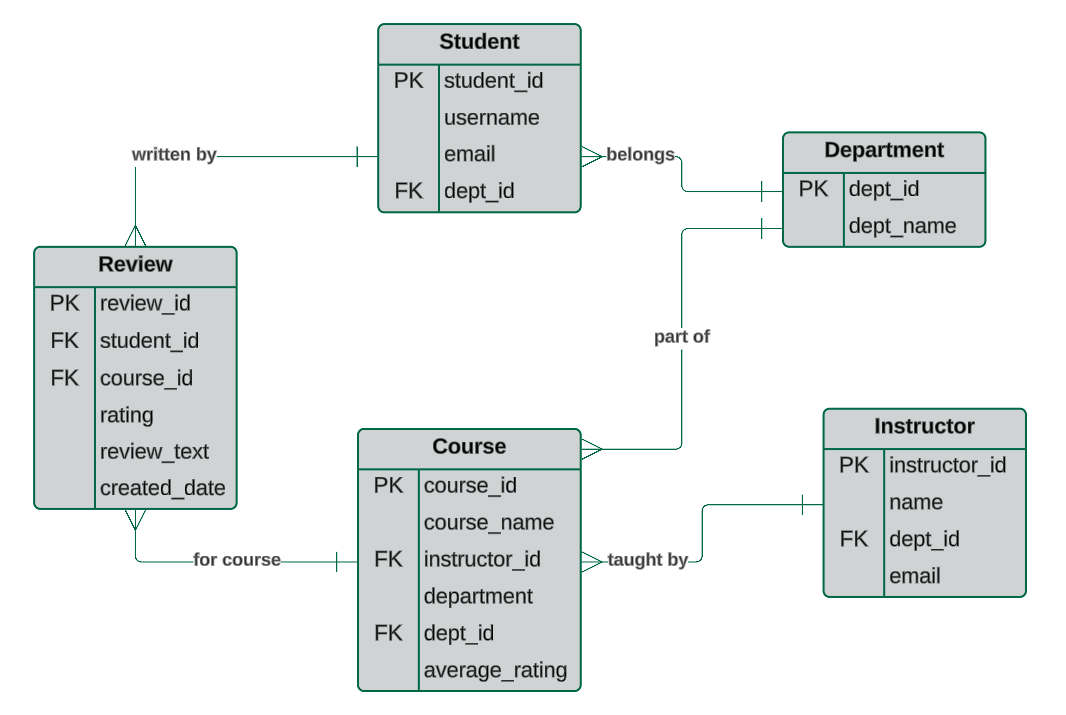 Student
PK student_id
username
email
FK dept_id
written by
belongs
Department
PK dept_id
dept_name
Review
PK review_id
FK student_id
FK course_id
rating
review_text
created_date
part of
Course
PK course_id
course_name
FK instructor_id
department
FK dept_id
average_rating
Instructor
PK instructor_id
name
FK dept_id
email
for course
taught by